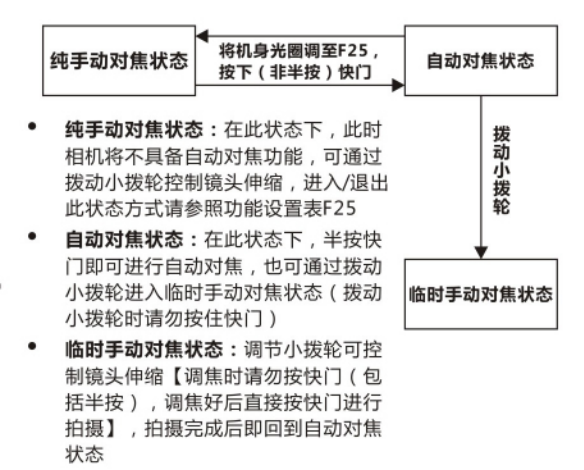 纯手动对焦状态
将机身光圈调至F25，
按下（非半按）快门
自动对焦状态
拨动小拨轮
临时手动对焦状态
• 纯手动对焦状态：在此状态下，此时
相机将不具备自动对焦功能，可通过
拨动小拨轮控制镜头伸缩，进入/退出
此状态方式请参照功能设置表F25
• 自动对焦状态：在此状态下，半按快
门即可进行自动对焦，也可通过拨动
小拨轮进入临时手动对焦状态（拨动
小拨轮时请勿按住快门）
• 临时手动对焦状态：调节小拨轮可控
制镜头伸缩【调焦时请勿按快门（包
括半按），调焦好后直接按快门进行
拍摄】，拍摄完成后即回到自动对焦
状态